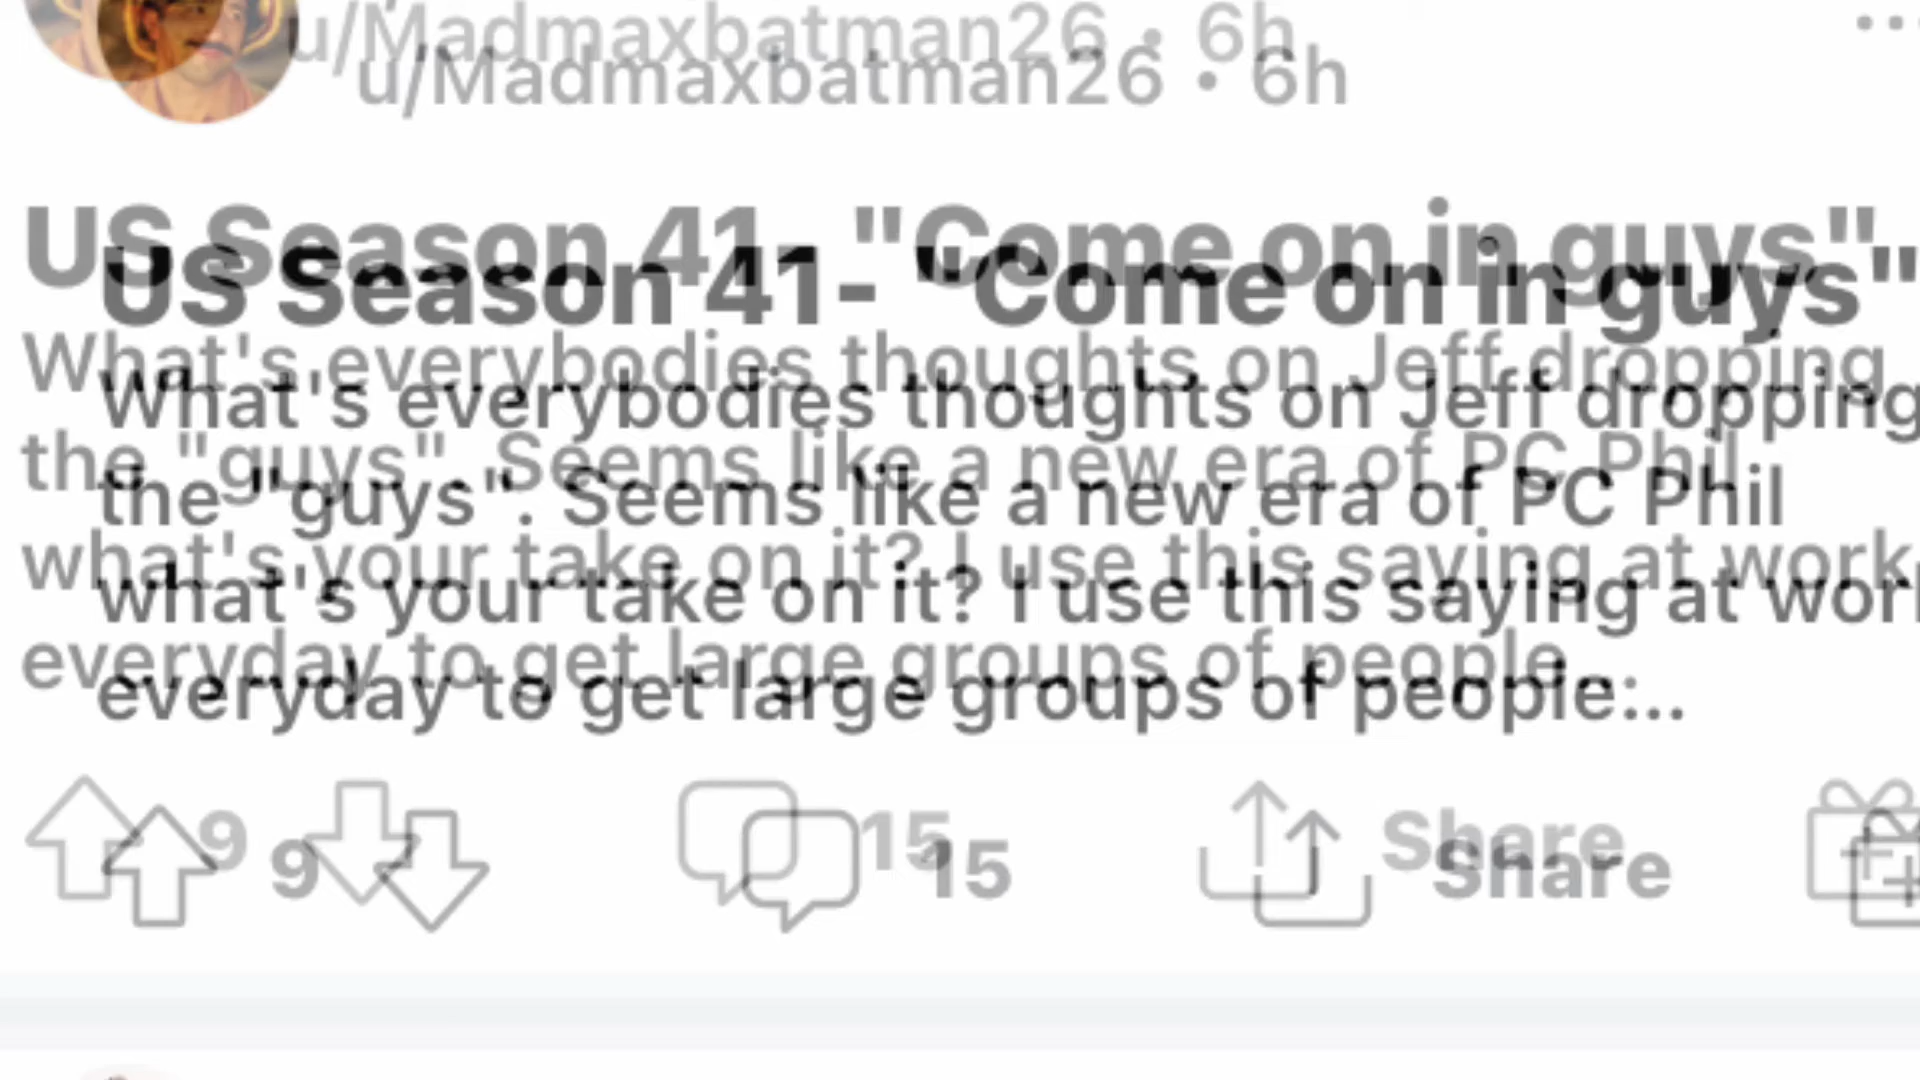 u/Madmaxbatman26 • 6h
US Season 41- "Come on in guys"
What's everybodies thoughts on Jeff dropping
the "guys". Seems like a new era of PC Phil
what's your take on it? I use this saying at work
everyday to get large groups of people:...
9 15 Share